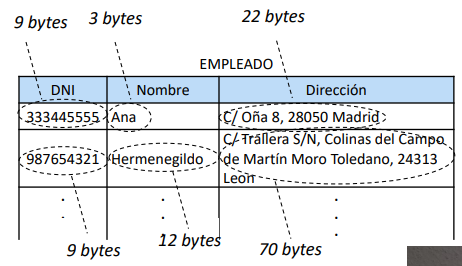 9 bytes 3 bytes 22 bytes
EMPLEADO
DNI Nombre Dirección
333445555 Ana C/ Oña 8, 28050 Madrid
987654321 Hermenegildo C/ Trallera S/N, Colinas del Campo
de Martín Moro Toledano, 24313
León
9 bytes 12 bytes 70 bytes